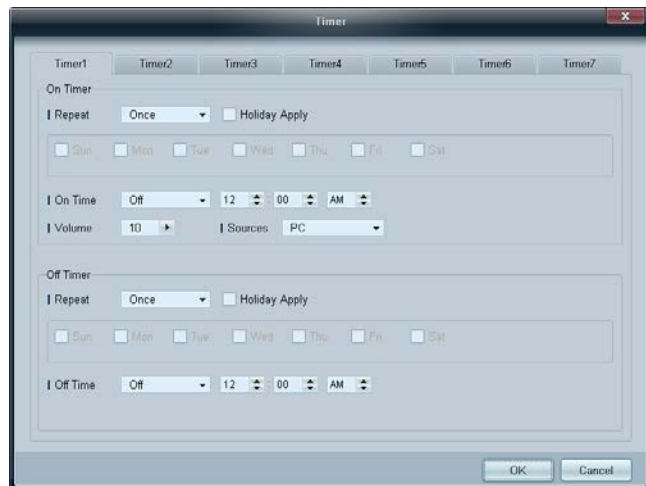 Timer
Timer1 Timer2 Timer3 Timer4 Timer5 Timer6 Timer7
On Timer
Repeat Once Holiday Apply
Sun Mon Tue Wed Thu Fri Sat
On Time Off 12 : 00 AM
Volume 10 Sources PC
Off Timer
Repeat Once Holiday Apply
Sun Mon Tue Wed Thu Fri Sat
Off Time Off 12 : 00 AM
OK Cancel